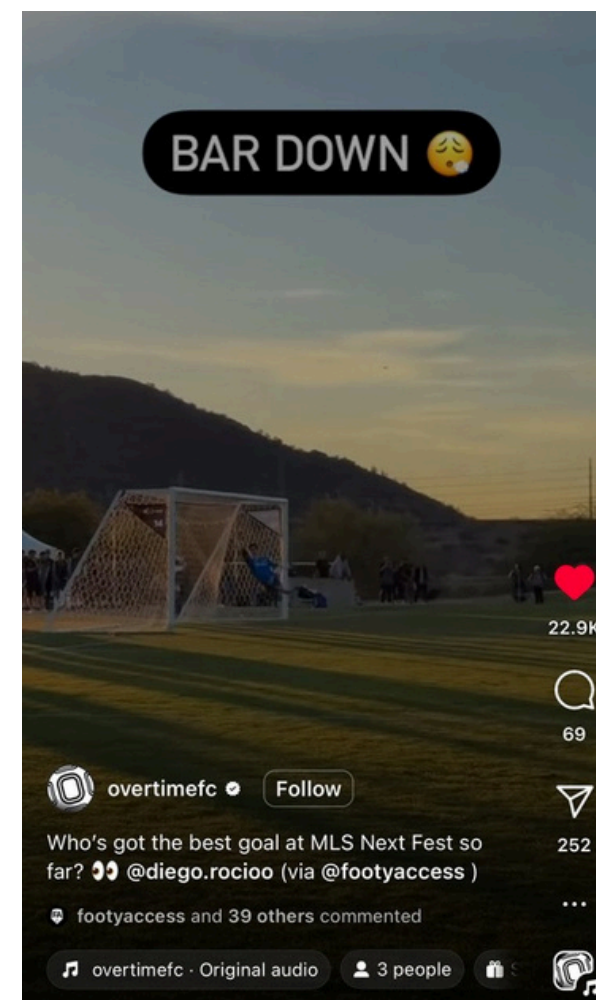 BAR DOWN 😮‍💨
22.9K
69
overtimefc
Follow
252
Who's got the best goal at MLS Next Fest so
far? 👀 @diego.rocioo (via @footyaccess )
footyaccess and 39 others commented
overtimefc · Original audio
3 people
S